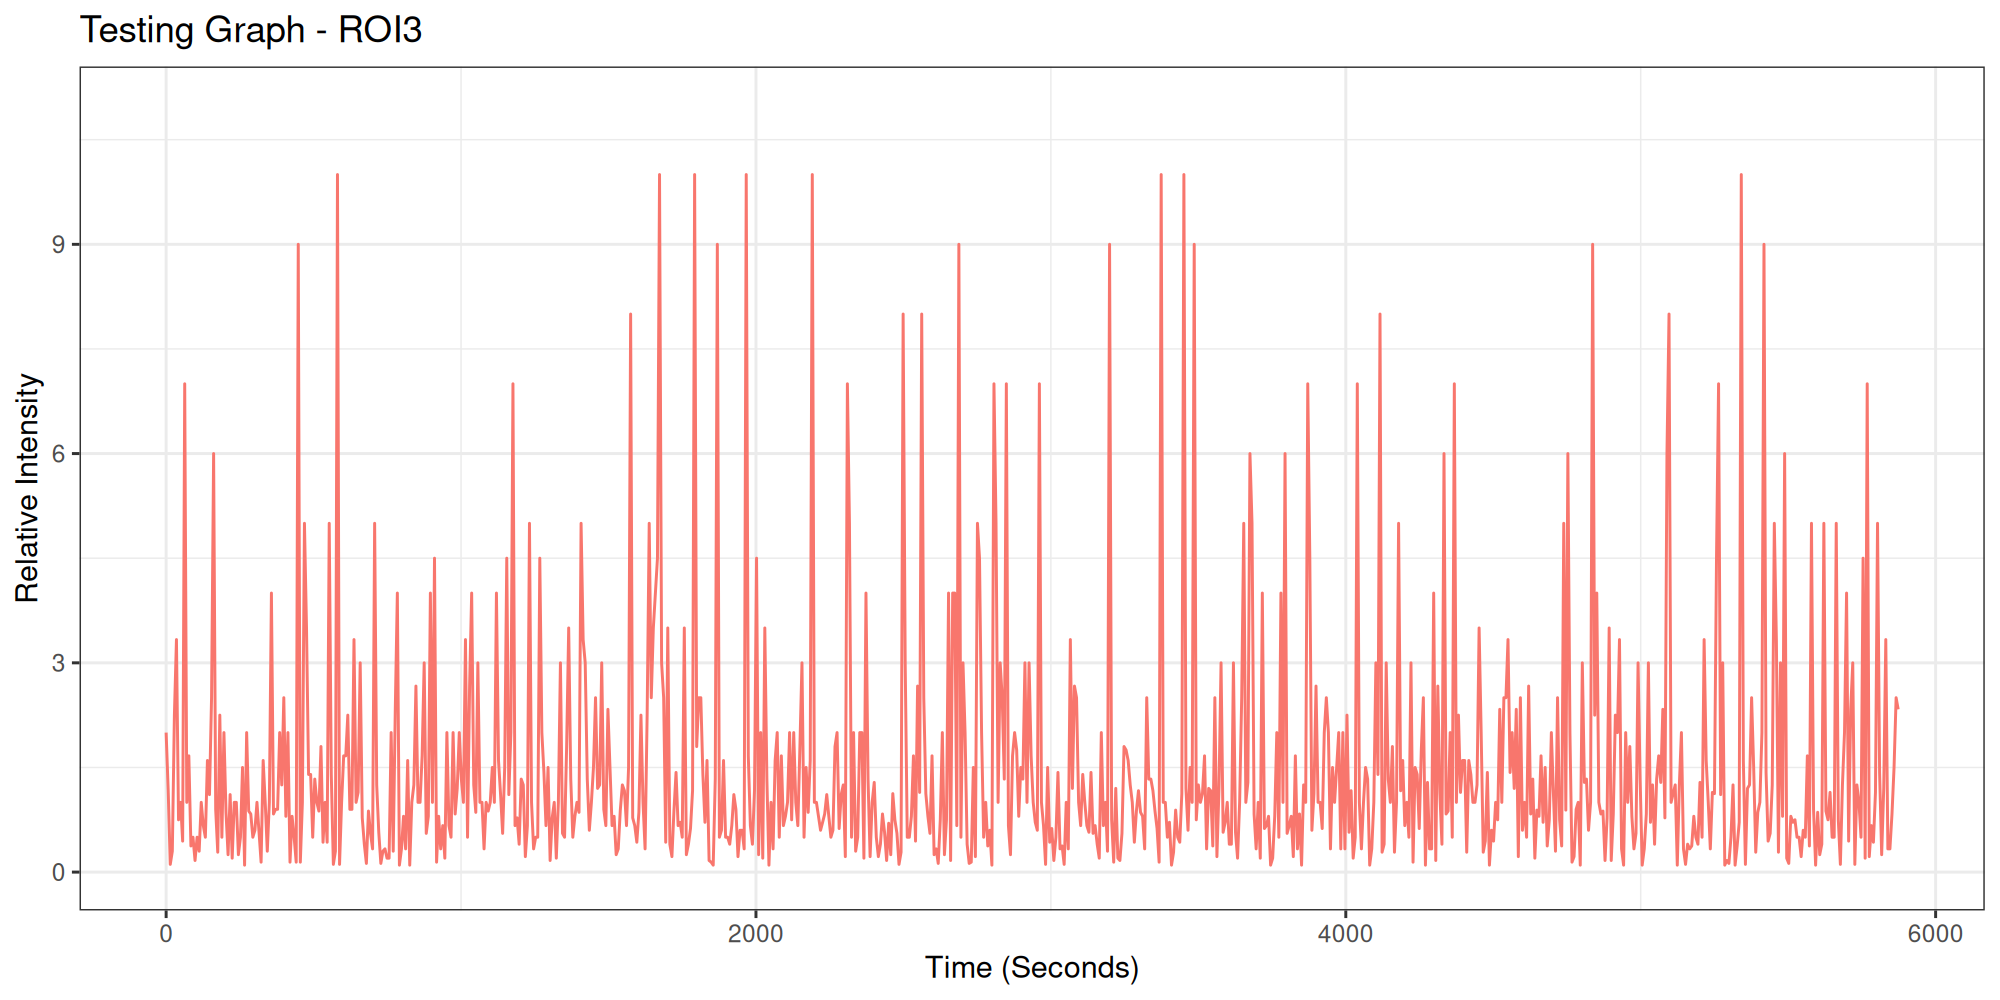 Testing Graph - ROI3
Relative Intensity
9
6
3
0
0 2000 4000 6000
Time (Seconds)